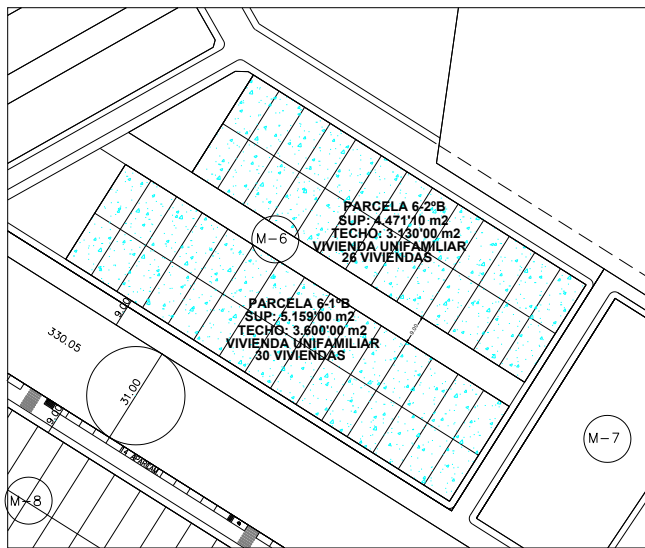 PARCELA 6-2ºB
SUP: 4.471'10 m2
TECHO: 3.130'00 m2
VIVIENDA UNIFAMILIAR
26 VIVIENDAS
M-6
PARCELA 6-1ºB
SUP: 5.159'00 m2
TECHO: 3.600'00 m2
VIVIENDA UNIFAMILIAR
30 VIVIENDAS
9.00
9.00
330.05
31.00
9.00
M-7
M-8